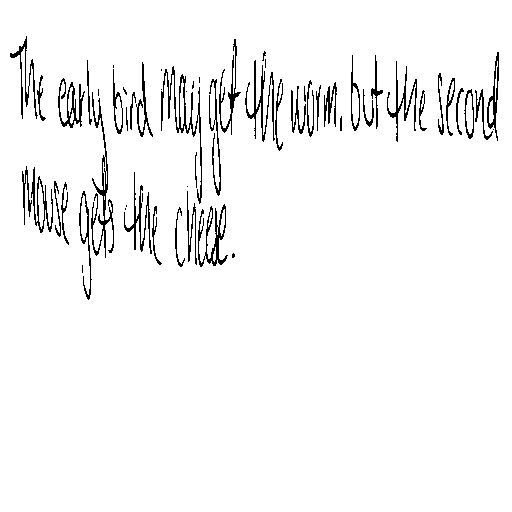 The early bird may get the worm, but the second
mouse gets the cheese.